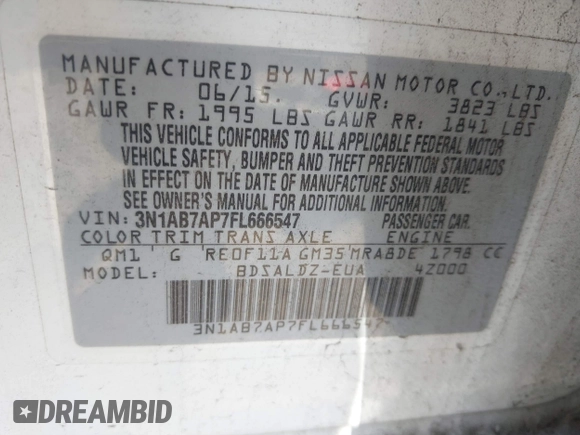 MANUFACTURED BY NISSAN MOTOR CO.,LTD.
DATE: 06/15. GVWR: 3823 LBS
GAWR FR: 1995 LBS GAWR RR: 1841 LBS
THIS VEHICLE CONFORMS TO ALL APPLICABLE FEDERAL MOTOR
VEHICLE SAFETY, BUMPER AND THEFT PREVENTION STANDARDS
IN EFFECT ON THE DATE OF MANUFACTURE SHOWN ABOVE.
SEE OWNER'S MANUAL FOR ADDITIONAL INFORMATION.
VIN: 3N1AB7AP7FL666547 PASSENGER CAR.
COLOR TRIM TRANS AXLE ENGINE
QM1 G RE0F11A GM35 MRA8DE 1798 CC
MODEL: BDSALDZ-EUA 4Z000
3N1AB7AP7FL666547
DREAMBID